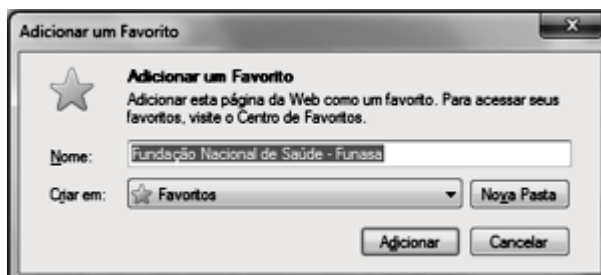 Adicionar um Favorito
Adicionar um Favorito
Adicionar esta página da Web como um favorito. Para acessar seus
favoritos, visite o Centro de Favoritos.
Nome: Fundação Nacional de Saúde - Funasa
Criar em: Favoritos Nova Pasta
Adicionar Cancelar